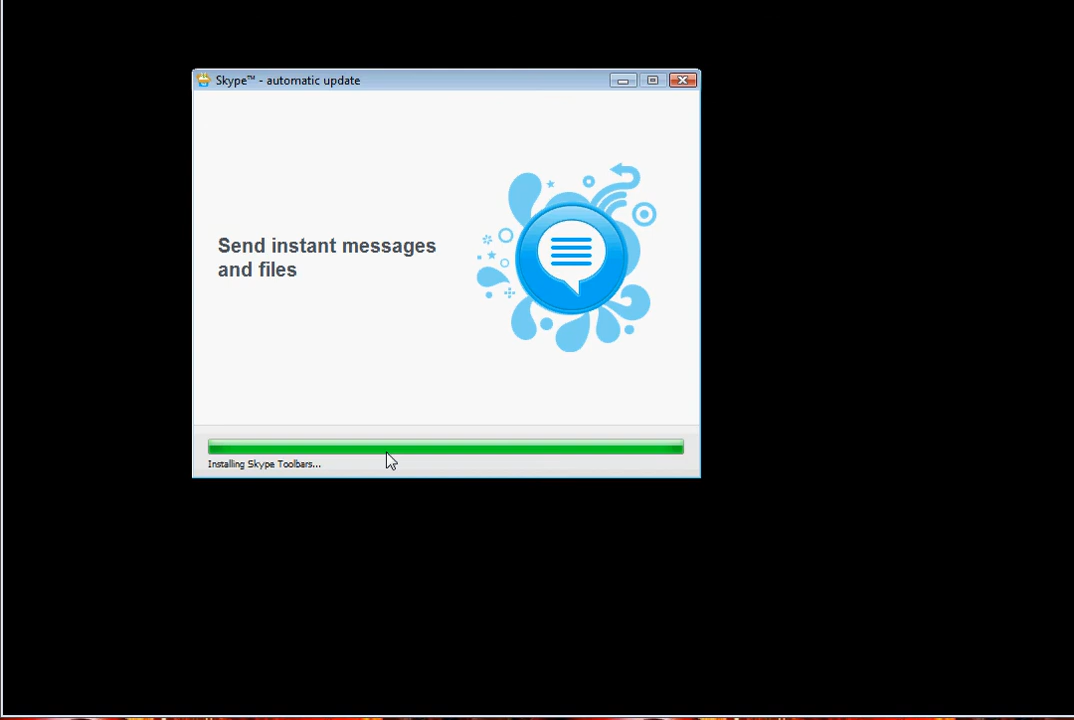 Skype™ - automatic update
Send instant messages
and files
Installing Skype Toolbars...